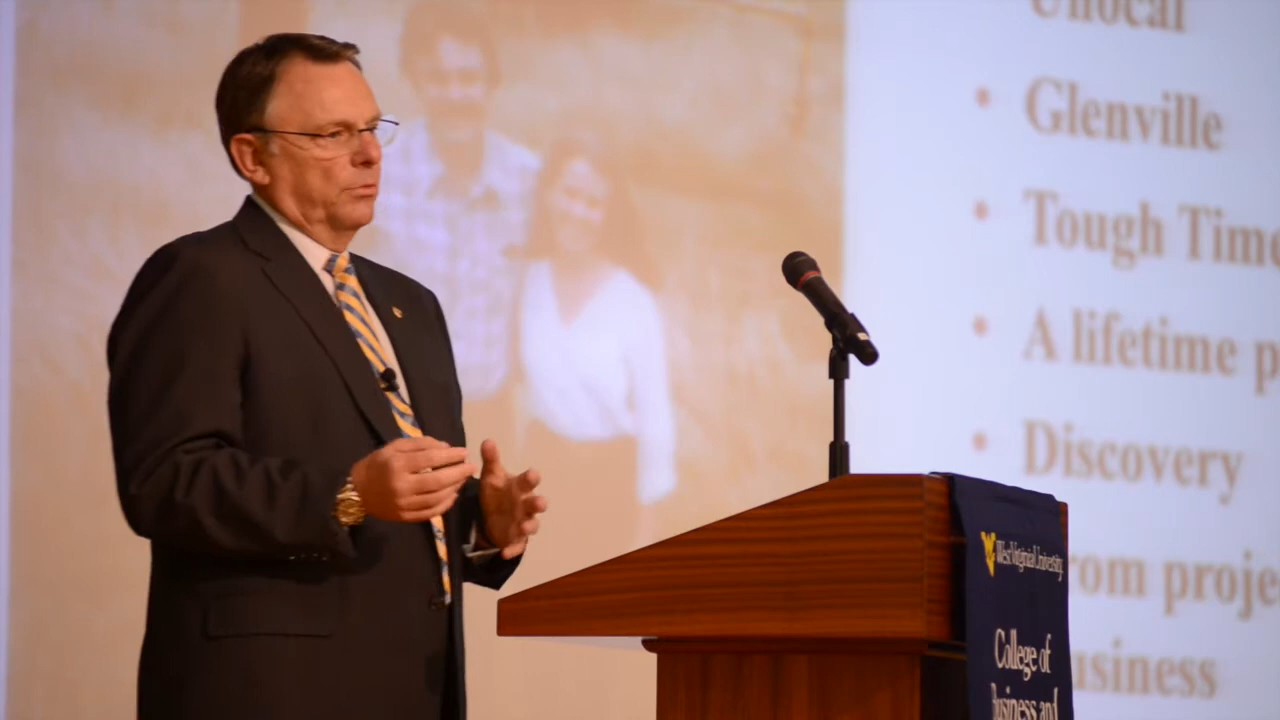 Unocal
• Glenville
• Tough Time
• A lifetime p
• Discovery
rom proje
usiness
West Virginia University
College of
Business and